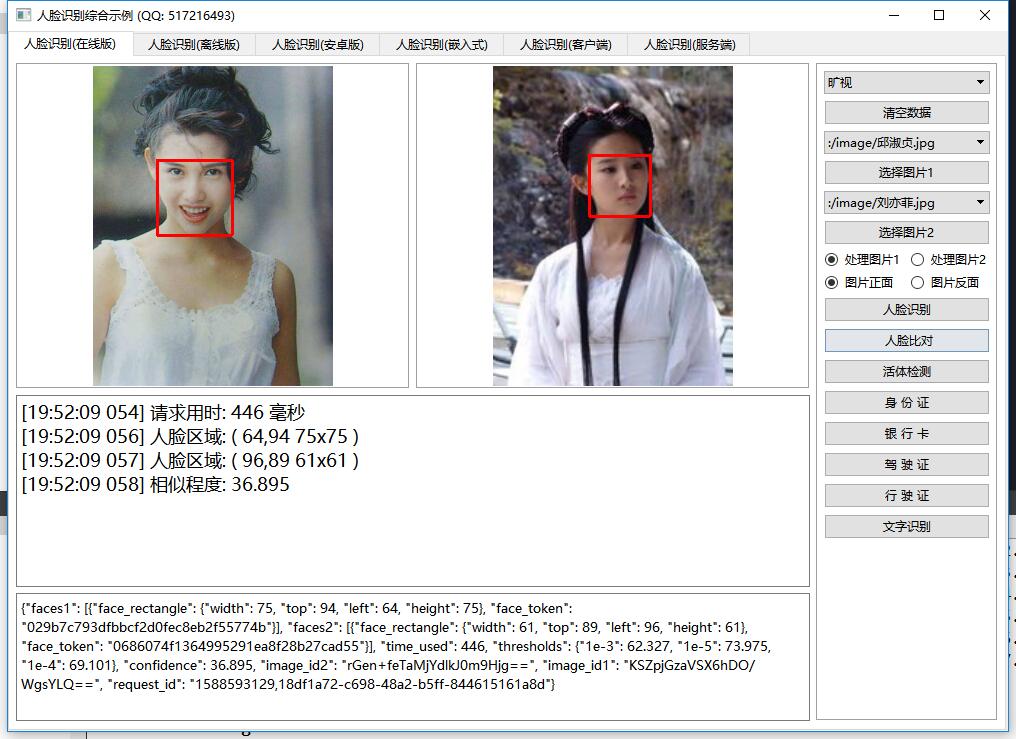 人脸识别综合示例 (QQ: 517216493)
人脸识别(在线版)
人脸识别(离线版)
人脸识别(安卓版)
人脸识别(嵌入式)
人脸识别(客户端)
人脸识别(服务端)
旷视
清空数据
:/image/邱淑贞.jpg
选择图片1
:/image/刘亦菲.jpg
选择图片2
处理图片1 处理图片2
图片正面 图片反面
人脸识别
人脸比对
活体检测
身 份 证
银 行 卡
驾 驶 证
行 驶 证
文字识别
[19:52:09 054] 请求用时: 446 毫秒
[19:52:09 056] 人脸区域: ( 64,94 75x75 )
[19:52:09 057] 人脸区域: ( 96,89 61x61 )
[19:52:09 058] 相似程度: 36.895
{"faces1": [{"face_rectangle": {"width": 75, "top": 94, "left": 64, "height": 75}, "face_token":
"029b7c793dfbbcf2d0fec8eb2f55774b"}], "faces2": [{"face_rectangle": {"width": 61, "top": 89, "left": 96, "height": 61},
"face_token": "0686074f1364995291ea8f28b27cad55"}], "time_used": 446, "thresholds": {"1e-3": 62.327, "1e-5": 73.975,
"1e-4": 69.101}, "confidence": 36.895, "image_id2": "rGen+feTaMjYdlkJ0m9Hjg==", "image_id1": "KSZpjGzaVSX6hDO/
WgsYLQ==", "request_id": "1588593129,18df1a72-c698-48a2-b5ff-844615161a8d"}